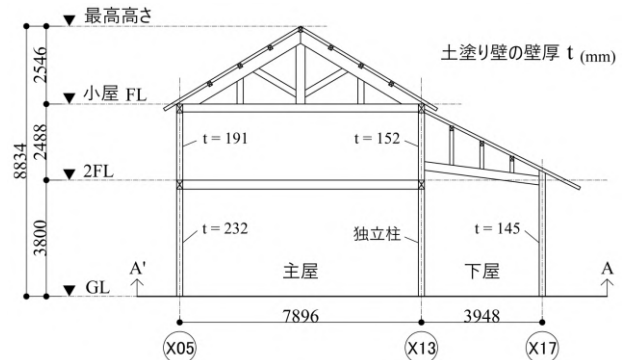 最高高さ
土塗り壁の壁厚 t (mm)
2546
小屋 FL
t = 191
t = 152
2488
8834
2FL
t = 232
独立柱
t = 145
3800
A'
主屋
下屋
A
GL
7896
3948
X05
X13
X17